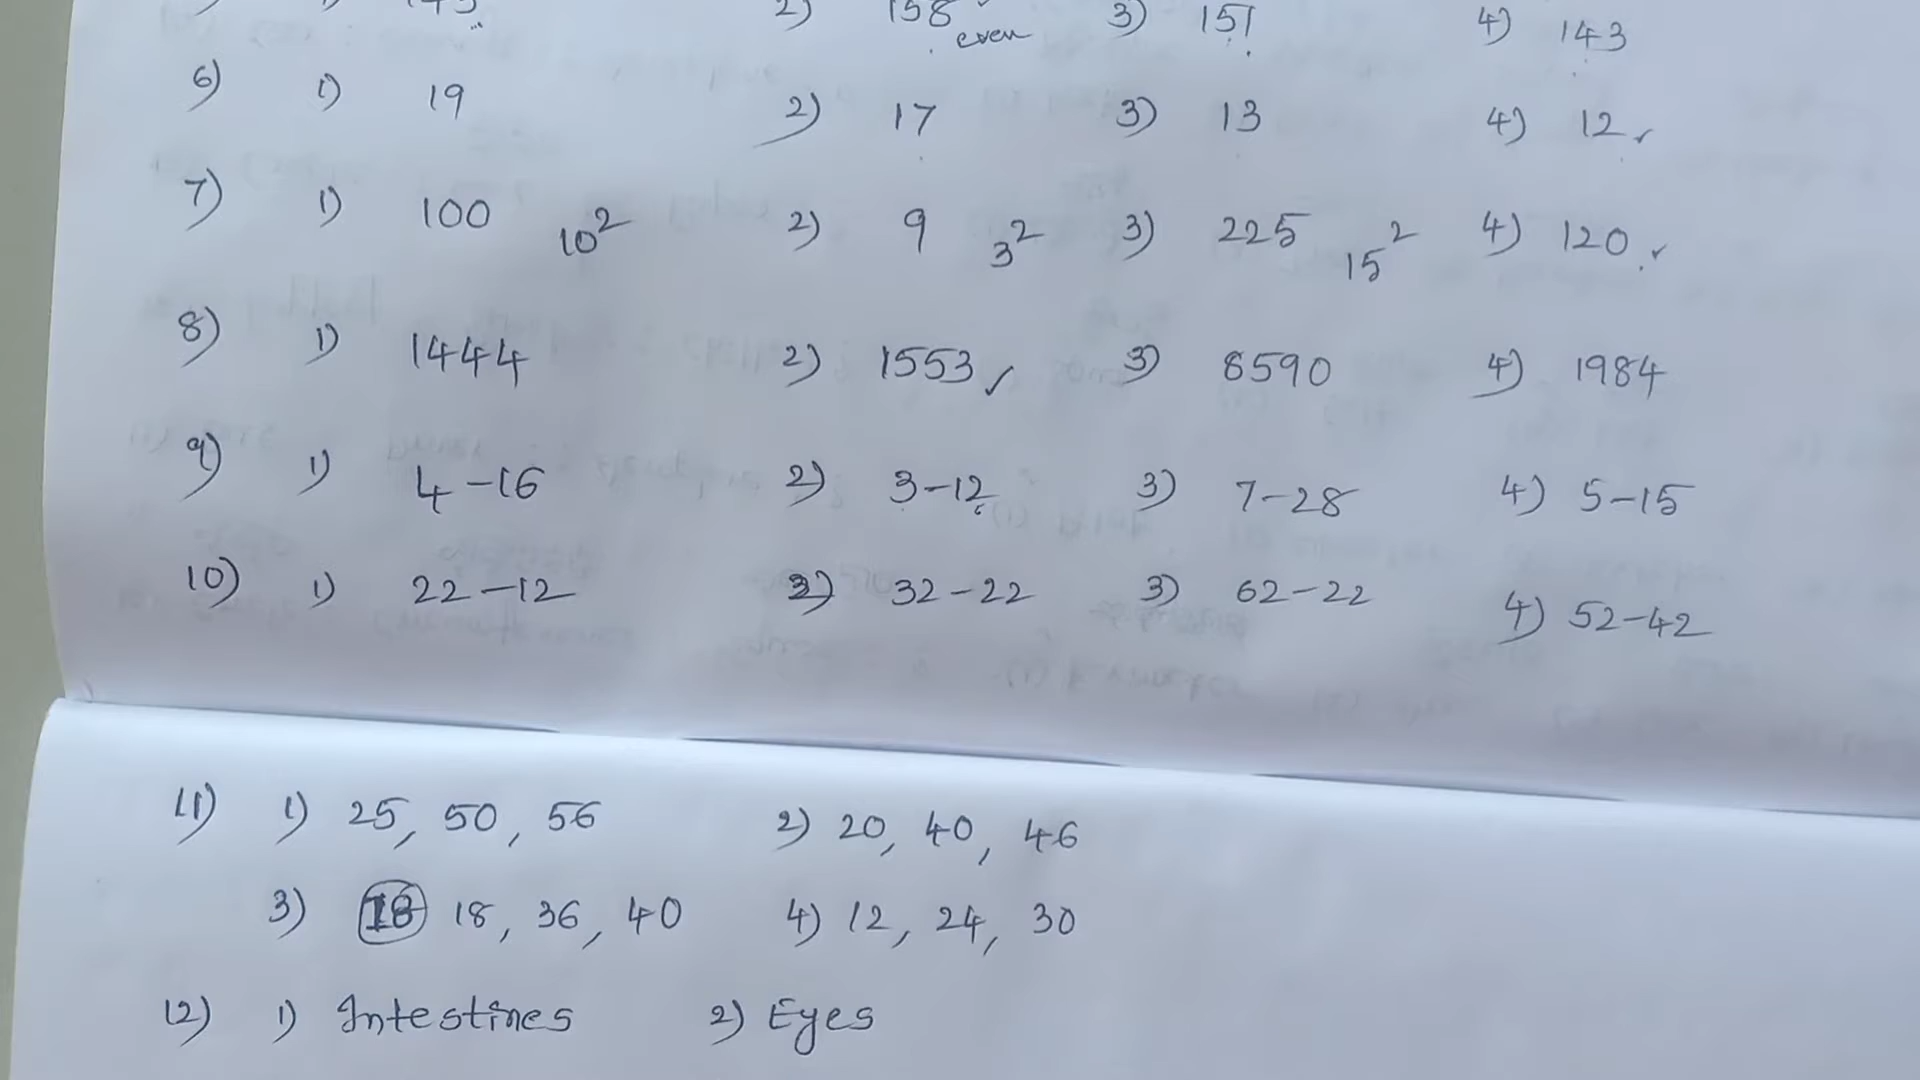 2) 158 even 3) 151 4) 143
6) 1) 19 2) 17 3) 13 4) 12 ✓
7) 1) 100 10² 2) 9 3² 3) 225 15² 4) 120 ✓
8) 1) 1444 2) 1553 ✓ 3) 8590 4) 1984
9) 1) 4-16 2) 3-12 3) 7-28 4) 5-15
10) 1) 22-12 2) 32-22 3) 62-22 4) 52-42
11) 1) 25, 50, 56 2) 20, 40, 46
3) 18, 36, 40 4) 12, 24, 30
12) 1) Intestines 2) Eyes